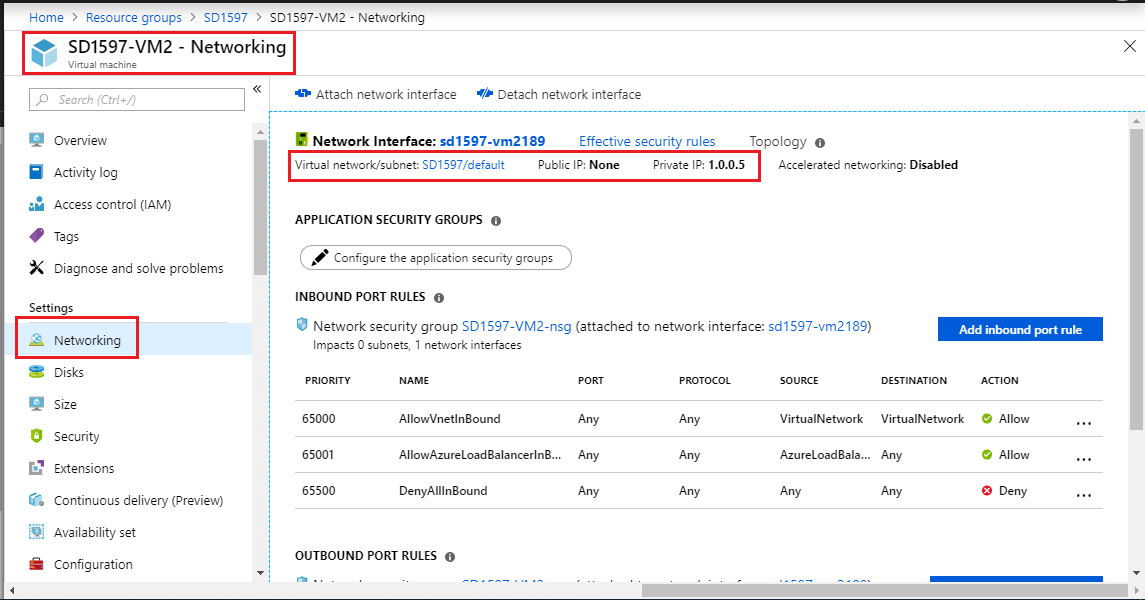 Home > Resource groups > SD1597 > SD1597-VM2 - Networking
SD1597-VM2 - Networking
Virtual machine
Search (Ctrl+/)
«
Overview
Activity log
Access control (IAM)
Tags
Diagnose and solve problems
Settings
Networking
Disks
Size
Security
Extensions
Continuous delivery (Preview)
Availability set
Configuration
Attach network interface Detach network interface
Network Interface: sd1597-vm2189 Effective security rules Topology
Virtual network/subnet: SD1597/default Public IP: None Private IP: 1.0.0.5 Accelerated networking: Disabled
APPLICATION SECURITY GROUPS
Configure the application security groups
INBOUND PORT RULES
Network security group SD1597-VM2-nsg (attached to network interface: sd1597-vm2189)
Impacts 0 subnets, 1 network interfaces
Add inbound port rule
PRIORITY NAME PORT PROTOCOL SOURCE DESTINATION ACTION
65000 AllowVnetInBound Any Any VirtualNetwork VirtualNetwork Allow ...
65001 AllowAzureLoadBalancerInB... Any Any AzureLoadBala... Any Allow ...
65500 DenyAllInBound Any Any Any Any Deny ...
OUTBOUND PORT RULES